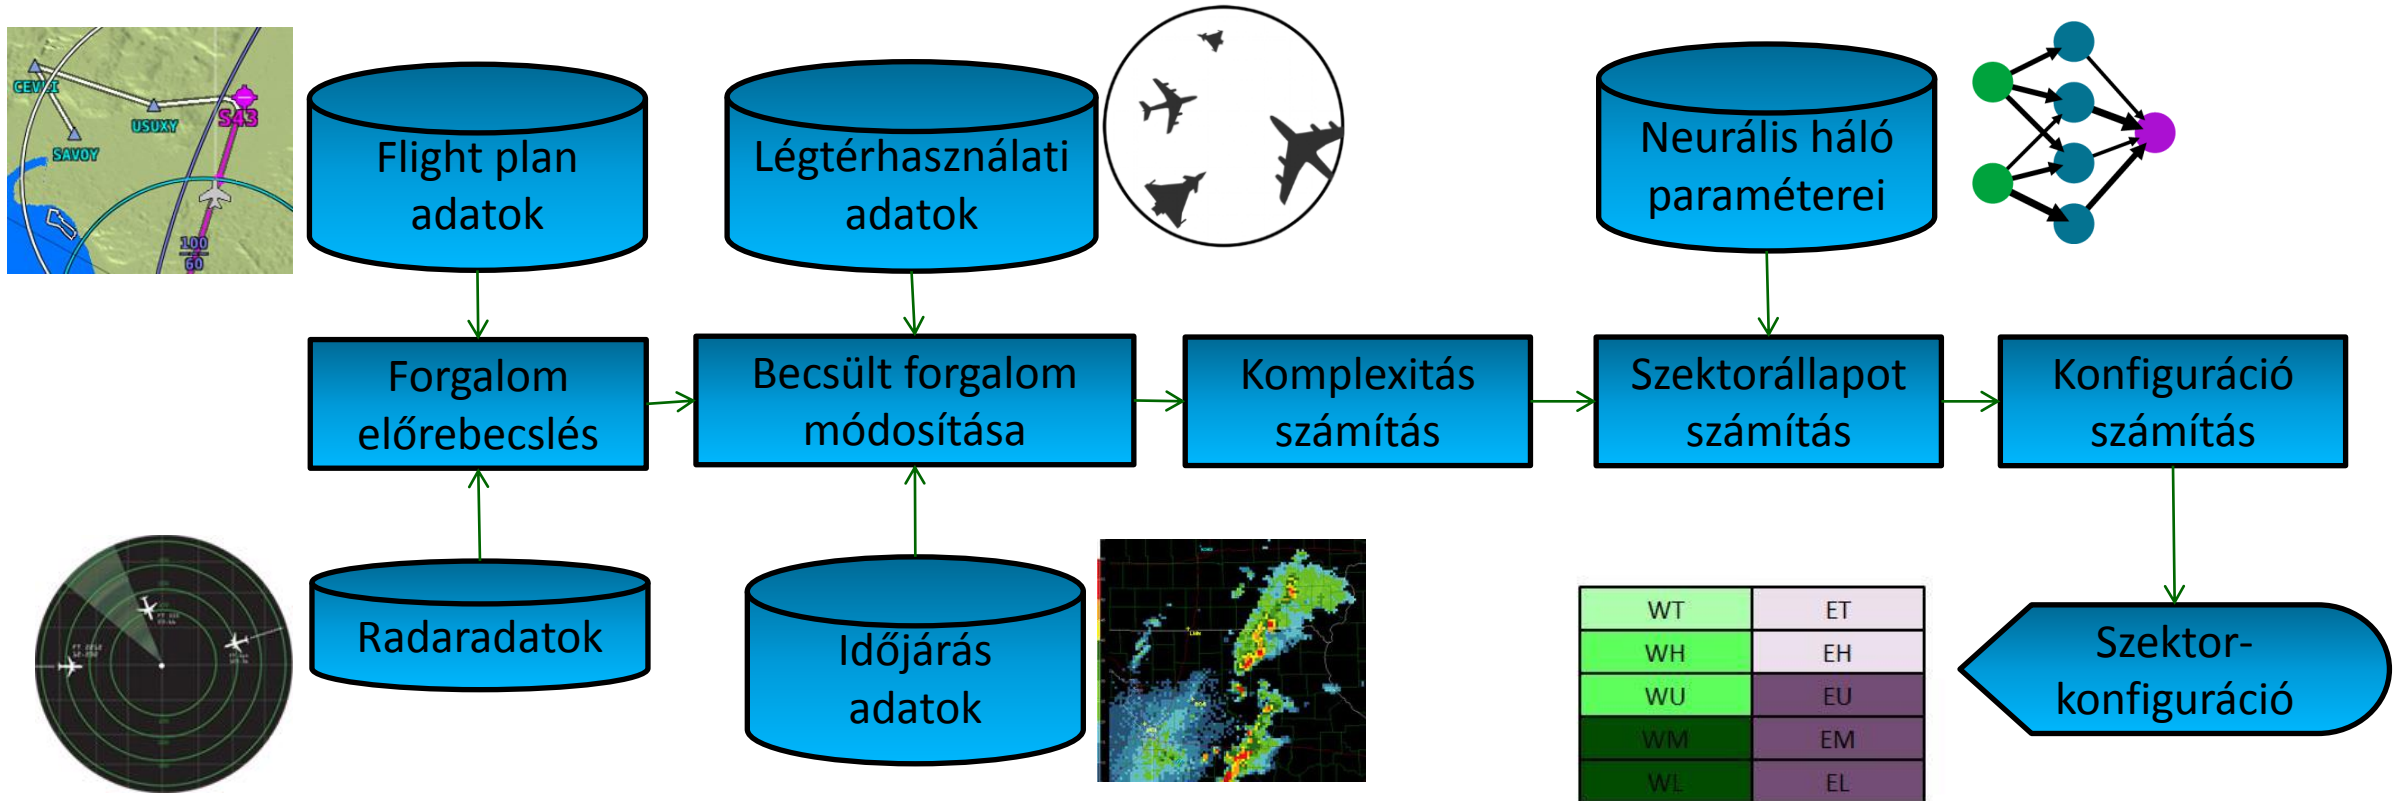 CEVLI
USUXY
SAVOY
S43
100
60
Flight plan
adatok
Légtérhasználati
adatok
Neurális háló
paraméterei
Forgalom
előrebecslés
Becsült forgalom
módosítása
Komplexitás
számítás
Szektorállapot
számítás
Konfiguráció
számítás
Radaradatok
Időjárás
adatok
WT ET
WH EH
WU EU
WM EM
WL EL
Szektor-
konfiguráció